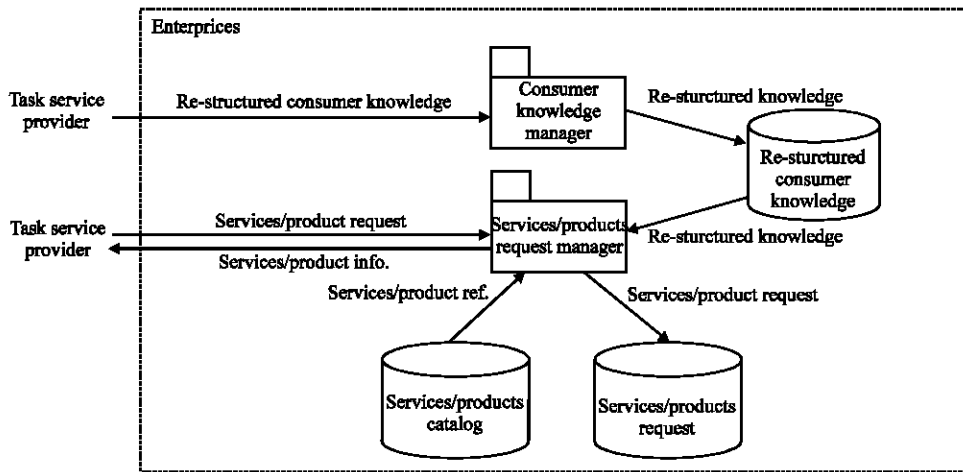 Enterprices
Task service
provider
Re-structured consumer knowledge
Consumer
knowledge
manager
Re-sturctured knowledge
Re-sturctured
consumer
knowledge
Task service
provider
Services/product request
Services/product info.
Services/products
request manager
Re-sturctured knowledge
Services/product ref.
Services/product request
Services/products
catalog
Services/products
request